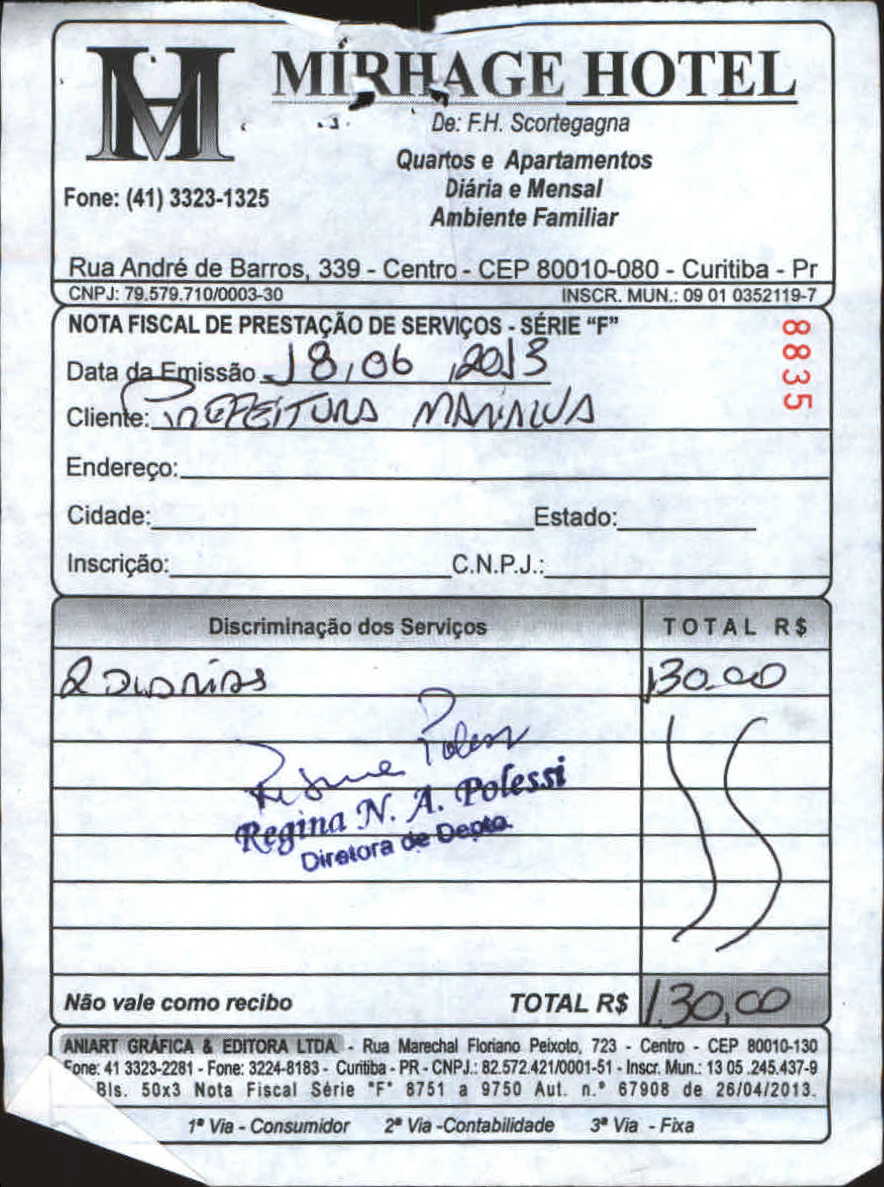 H
MIRHAGE HOTEL
De: F.H. Scortegagna
Quartos e Apartamentos
Diária e Mensal
Ambiente Familiar
Fone: (41) 3323-1325
Rua André de Barros, 339 - Centro - CEP 80010-080 - Curitiba - Pr
CNPJ: 79.579.710/0003-30 INSCR. MUN.: 09 01 0352119-7
NOTA FISCAL DE PRESTAÇÃO DE SERVIÇOS - SÉRIE "F"
8835
Data da Emissão 18,06,2013
Cliente: PREFEITURA MARIALVA
Endereço:
Cidade: Estado:
Inscrição: C.N.P.J.:
Discriminação dos Serviços TOTAL R$
2 DIARIAS 130,00
Regina Poless
Regina N. A. Polessi
Diretora de Depto.
Não vale como recibo TOTAL R$ 130,00
ANIART GRÁFICA & EDITORA LTDA - Rua Marechal Floriano Peixoto, 723 - Centro - CEP 80010-130
Fone: 41 3323-2281 - Fone: 3224-8183 - Curitiba - PR - CNPJ.: 82.572.421/0001-51 - Inscr. Mun.: 13 05 .245.437-9
Bls. 50x3 Nota Fiscal Série "F" 8751 a 9750 Aut. n.º 67908 de 26/04/2013.
1ª Via - Consumidor 2ª Via -Contabilidade 3ª Via - Fixa